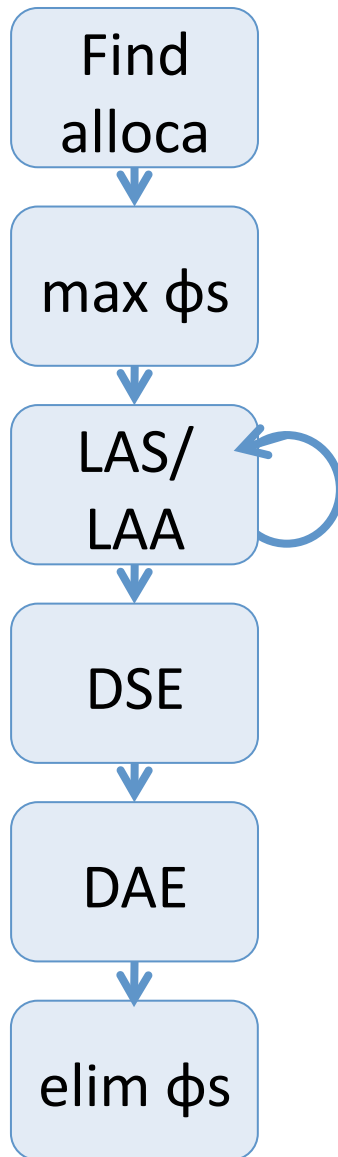 Find
alloca
max ϕs
LAS/
LAA
DSE
DAE
elim ϕs